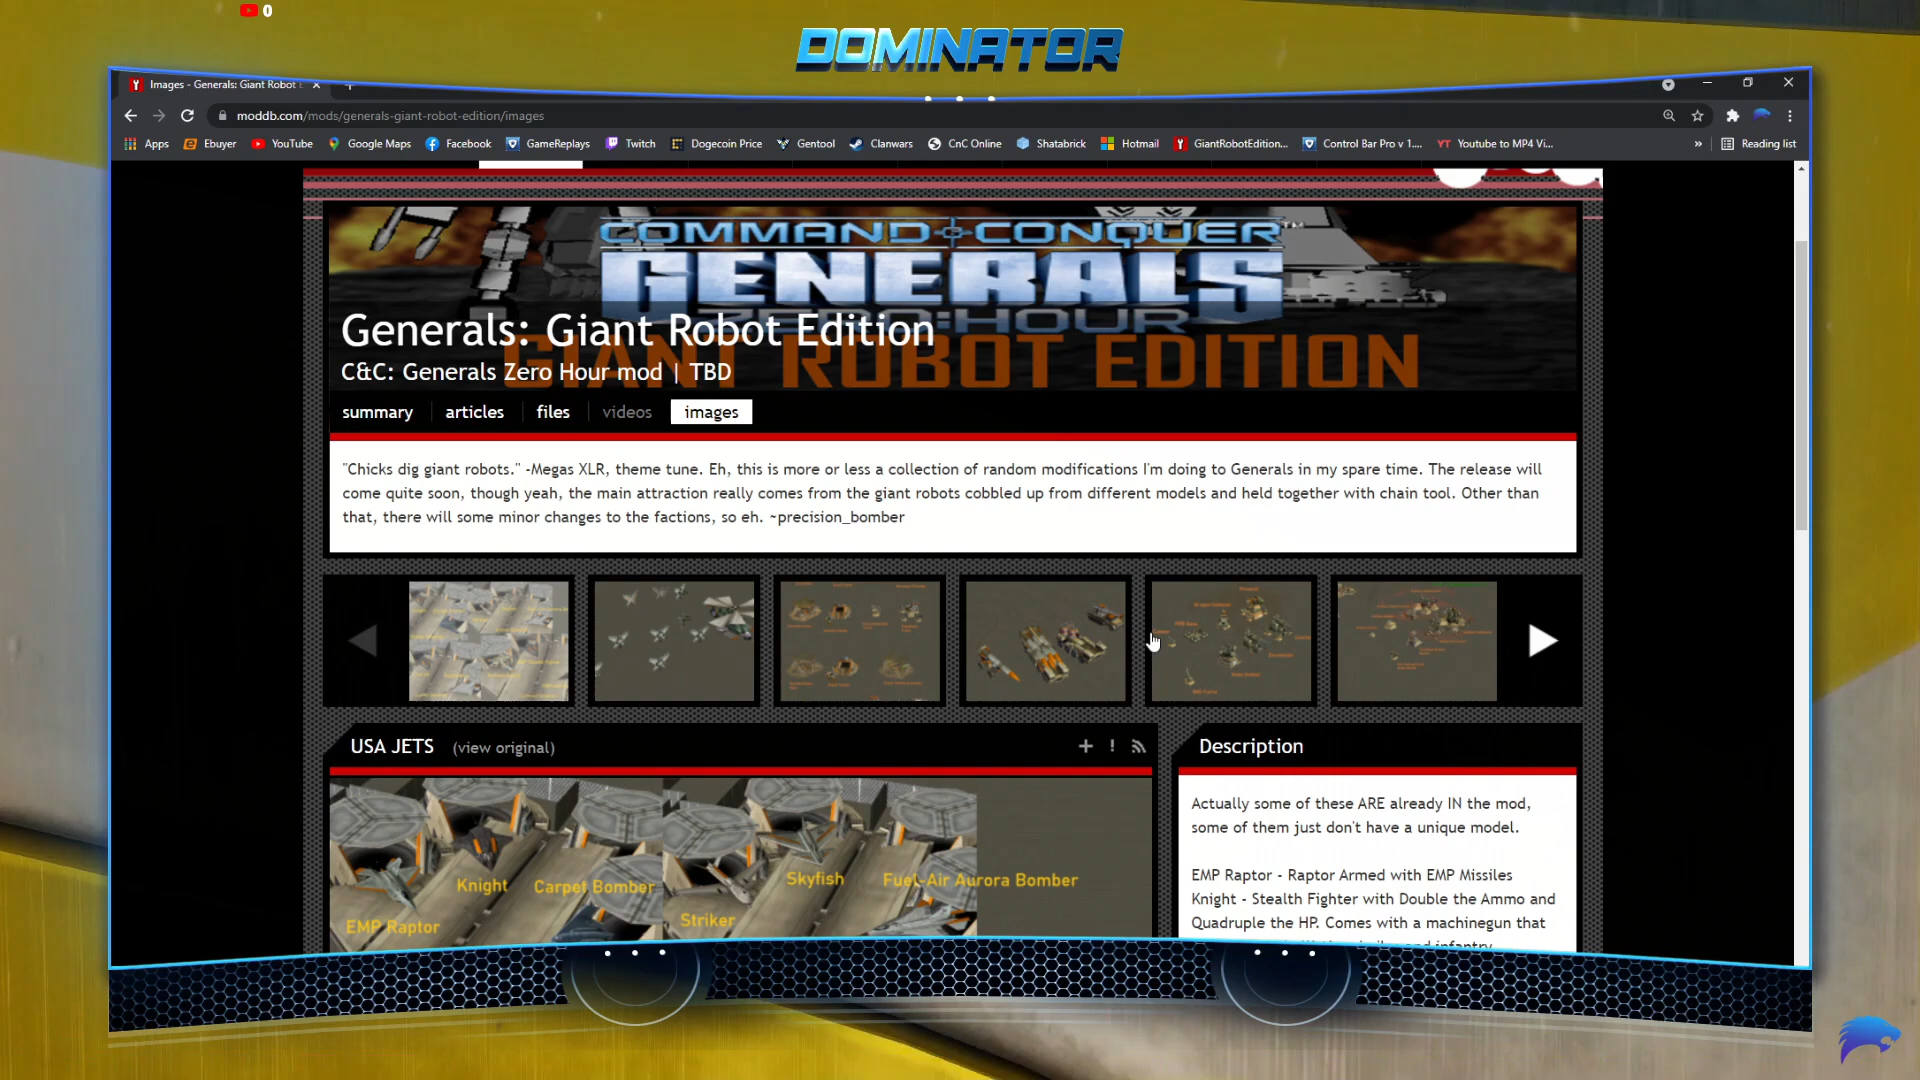 0
DOMINATOR
Images - Generals: Giant Robot E
moddb.com/mods/generals-giant-robot-edition/images
Apps Ebuyer YouTube Google Maps Facebook GameReplays Twitch Dogecoin Price Gentool Clanwars CnC Online Shatabrick Hotmail GiantRobotEdition... Control Bar Pro v 1.... YT Youtube to MP4 Vi... » Reading list
COMMAND CONQUER™
GENERALS
ZERO:HOUR
GIANT ROBOT EDITION
Generals: Giant Robot Edition
C&C: Generals Zero Hour mod | TBD
summary articles files videos images
"Chicks dig giant robots." -Megas XLR, theme tune. Eh, this is more or less a collection of random modifications I'm doing to Generals in my spare time. The release will
come quite soon, though yeah, the main attraction really comes from the giant robots cobbled up from different models and held together with chain tool. Other than
that, there will some minor changes to the factions, so eh. ~precision_bomber
USA JETS (view original)
Description
Knight Carpet Bomber Skyfish Fuel-Air Aurora Bomber
EMP Raptor Striker
Actually some of these ARE already IN the mod,
some of them just don't have a unique model.
EMP Raptor - Raptor Armed with EMP Missiles
Knight - Stealth Fighter with Double the Ammo and
Quadruple the HP. Comes with a machinegun that